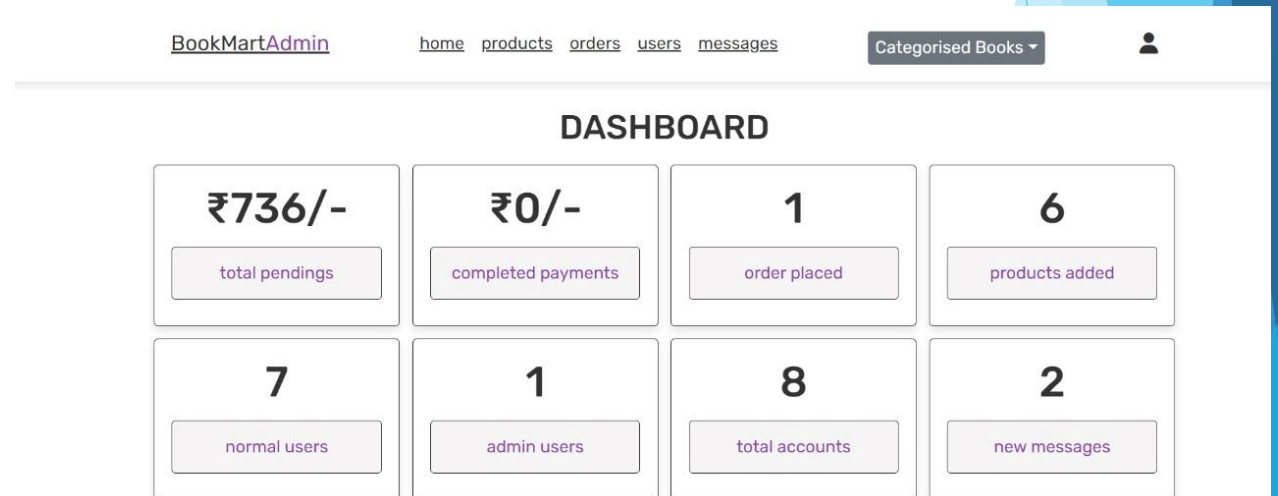 BookMartAdmin home products orders users messages Categorised Books
DASHBOARD
₹736/- ₹0/- 1 6
total pendings completed payments order placed products added
7 1 8 2
normal users admin users total accounts new messages